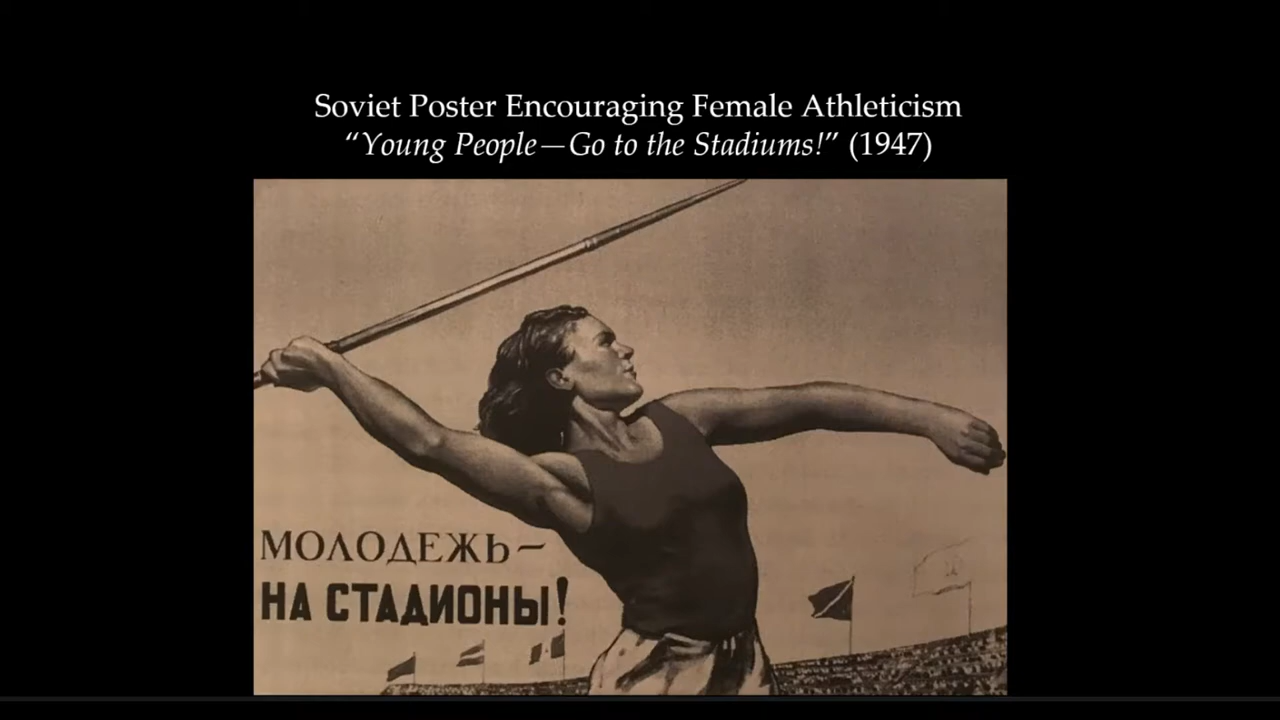 Soviet Poster Encouraging Female Athleticism
“Young People—Go to the Stadiums!” (1947)
МОЛОДЕЖЬ–
НА СТАДИОНЫ!